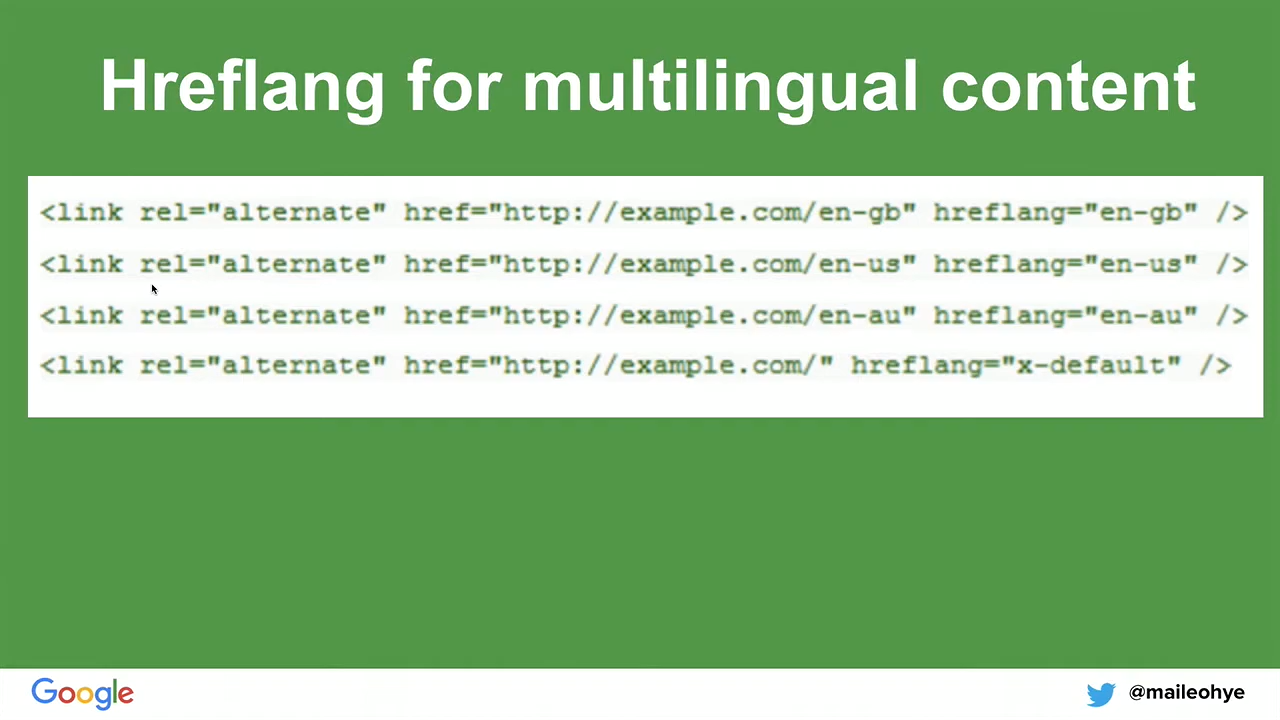 Hreflang for multilingual content
<link rel="alternate" href="http://example.com/en-gb" hreflang="en-gb" />
<link rel="alternate" href="http://example.com/en-us" hreflang="en-us" />
<link rel="alternate" href="http://example.com/en-au" hreflang="en-au" />
<link rel="alternate" href="http://example.com/" hreflang="x-default" />
Google
@maileohye